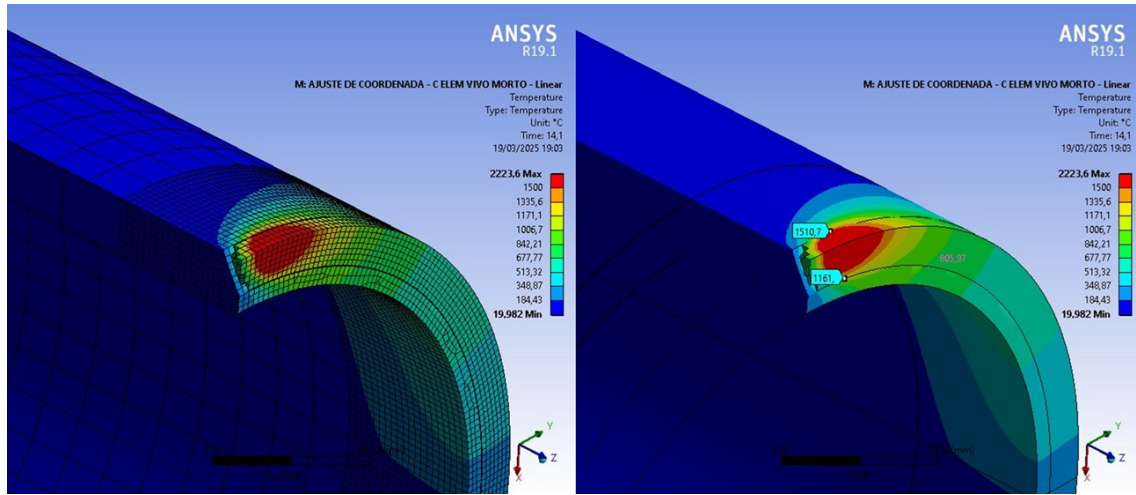 ANSYS
R19.1
M: AJUSTE DE COORDENADA - C ELEM VIVO MORTO - Linear
Temperature
Type: Temperature
Unit: °C
Time: 14,1
19/03/2025 19:03
2223,6 Max
1500
1335,6
1171,1
1006,7
842,21
677,77
513,32
348,87
184,43
19,982 Min
Y
Z
X
ANSYS
R19.1
M: AJUSTE DE COORDENADA - C ELEM VIVO MORTO - Linear
Temperature
Type: Temperature
Unit: °C
Time: 14,1
19/03/2025 19:03
2223,6 Max
1500
1335,6
1171,1
1006,7
842,21
677,77
513,32
348,87
184,43
19,982 Min
1510,7
805,97
1161,
Y
Z
X